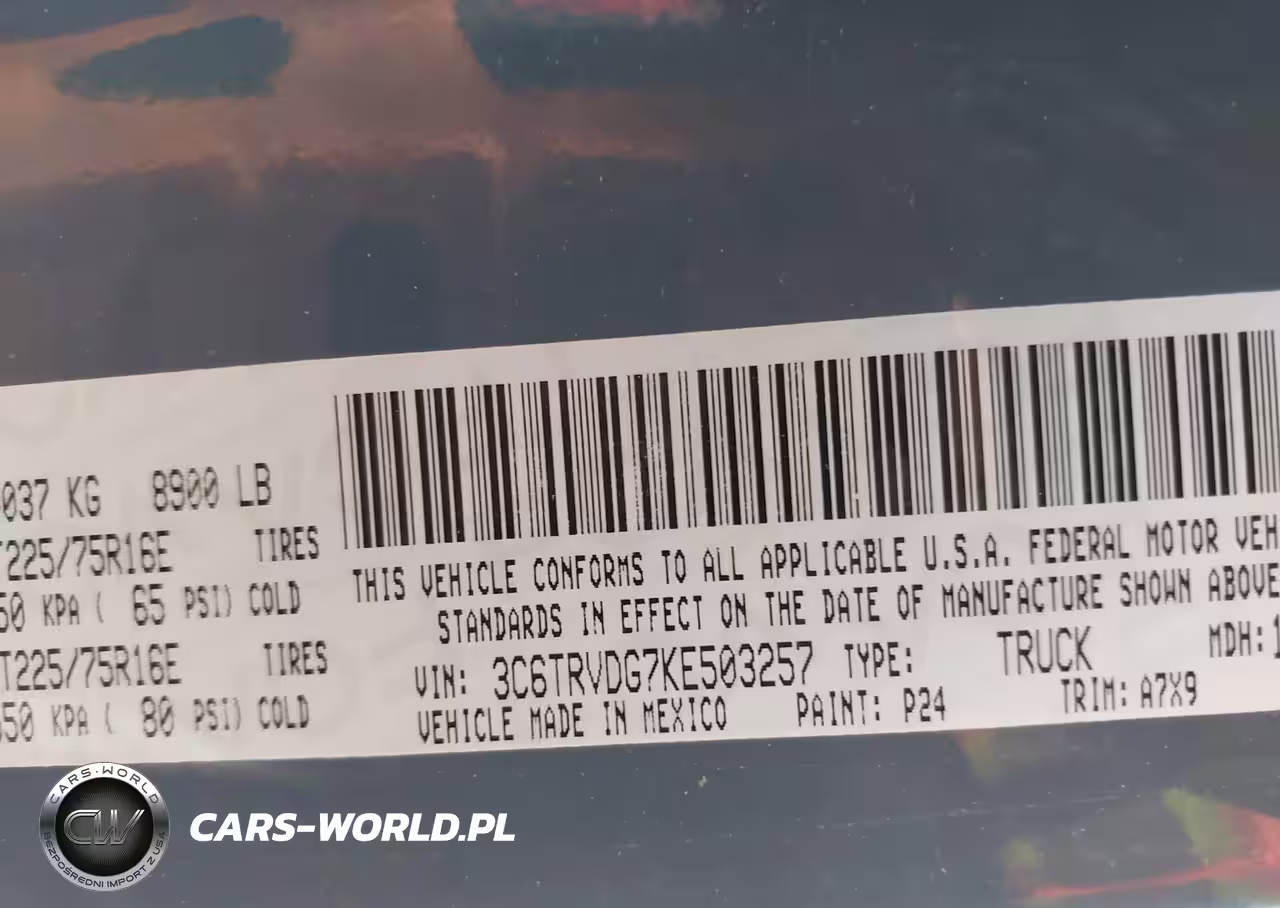 037 KG 8900 LB
T225/75R16E TIRES
50 KPA ( 65 PSI) COLD
T225/75R16E TIRES
50 KPA ( 80 PSI) COLD
THIS VEHICLE CONFORMS TO ALL APPLICABLE U.S.A. FEDERAL MOTOR VEH
STANDARDS IN EFFECT ON THE DATE OF MANUFACTURE SHOWN ABOVE
VIN: 3C6TRVDG7KE503257 TYPE: TRUCK MDH:1
VEHICLE MADE IN MEXICO PAINT: P24 TRIM: A7X9
CARS·WORLD
CW
BEZPOŚREDNI IMPORT Z USA
CARS-WORLD.PL